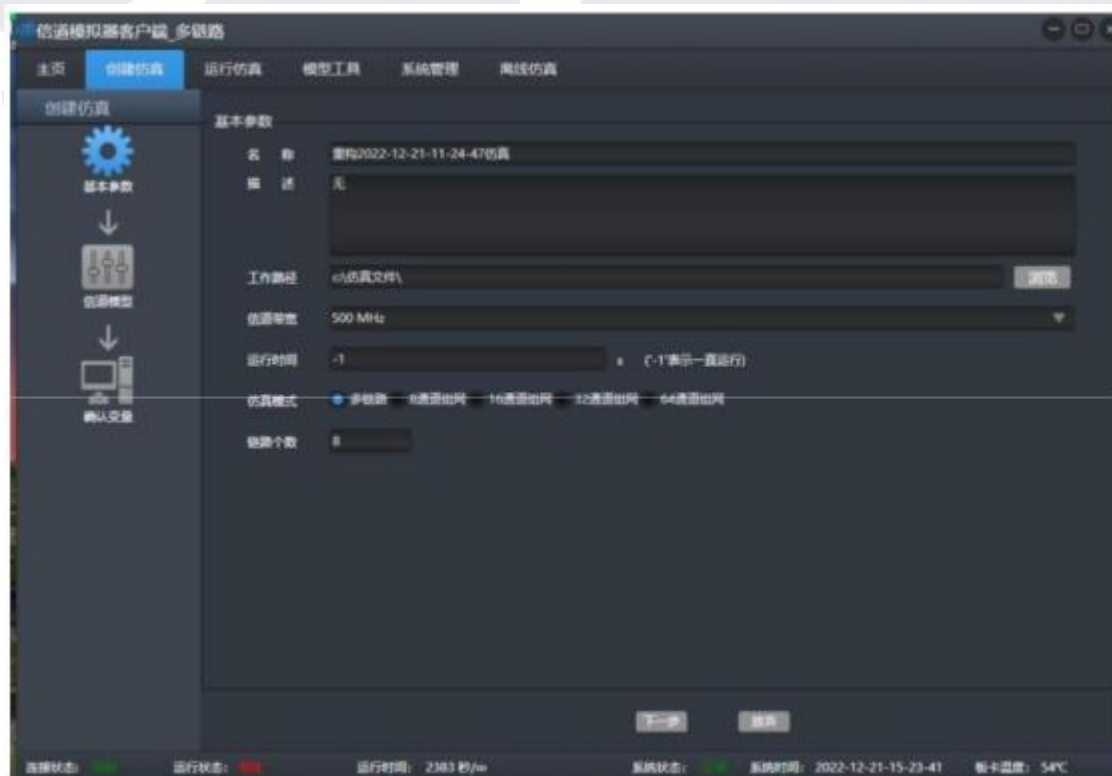 信道模拟器客户端_多链路
主页 创建仿真 运行仿真 模型工具 系统管理 离线仿真
创建仿真
基本参数
基本参数
名 称 重构2022-12-21-11-24-47仿真
描 述 无
工作路径 c:\仿真文件\ 浏览
信道模型
信道带宽 500 MHz
运行时间 -1 s ('-1'表示一直运行)
仿真模式 多链路 8通道组网 16通道组网 32通道组网 64通道组网
确认变量
链路个数 8
下一步
连接状态: 运行状态: 运行时间: 2383 秒/∞ 系统状态: 系统时间: 2022-12-21-15-23-41 板卡温度: 54℃